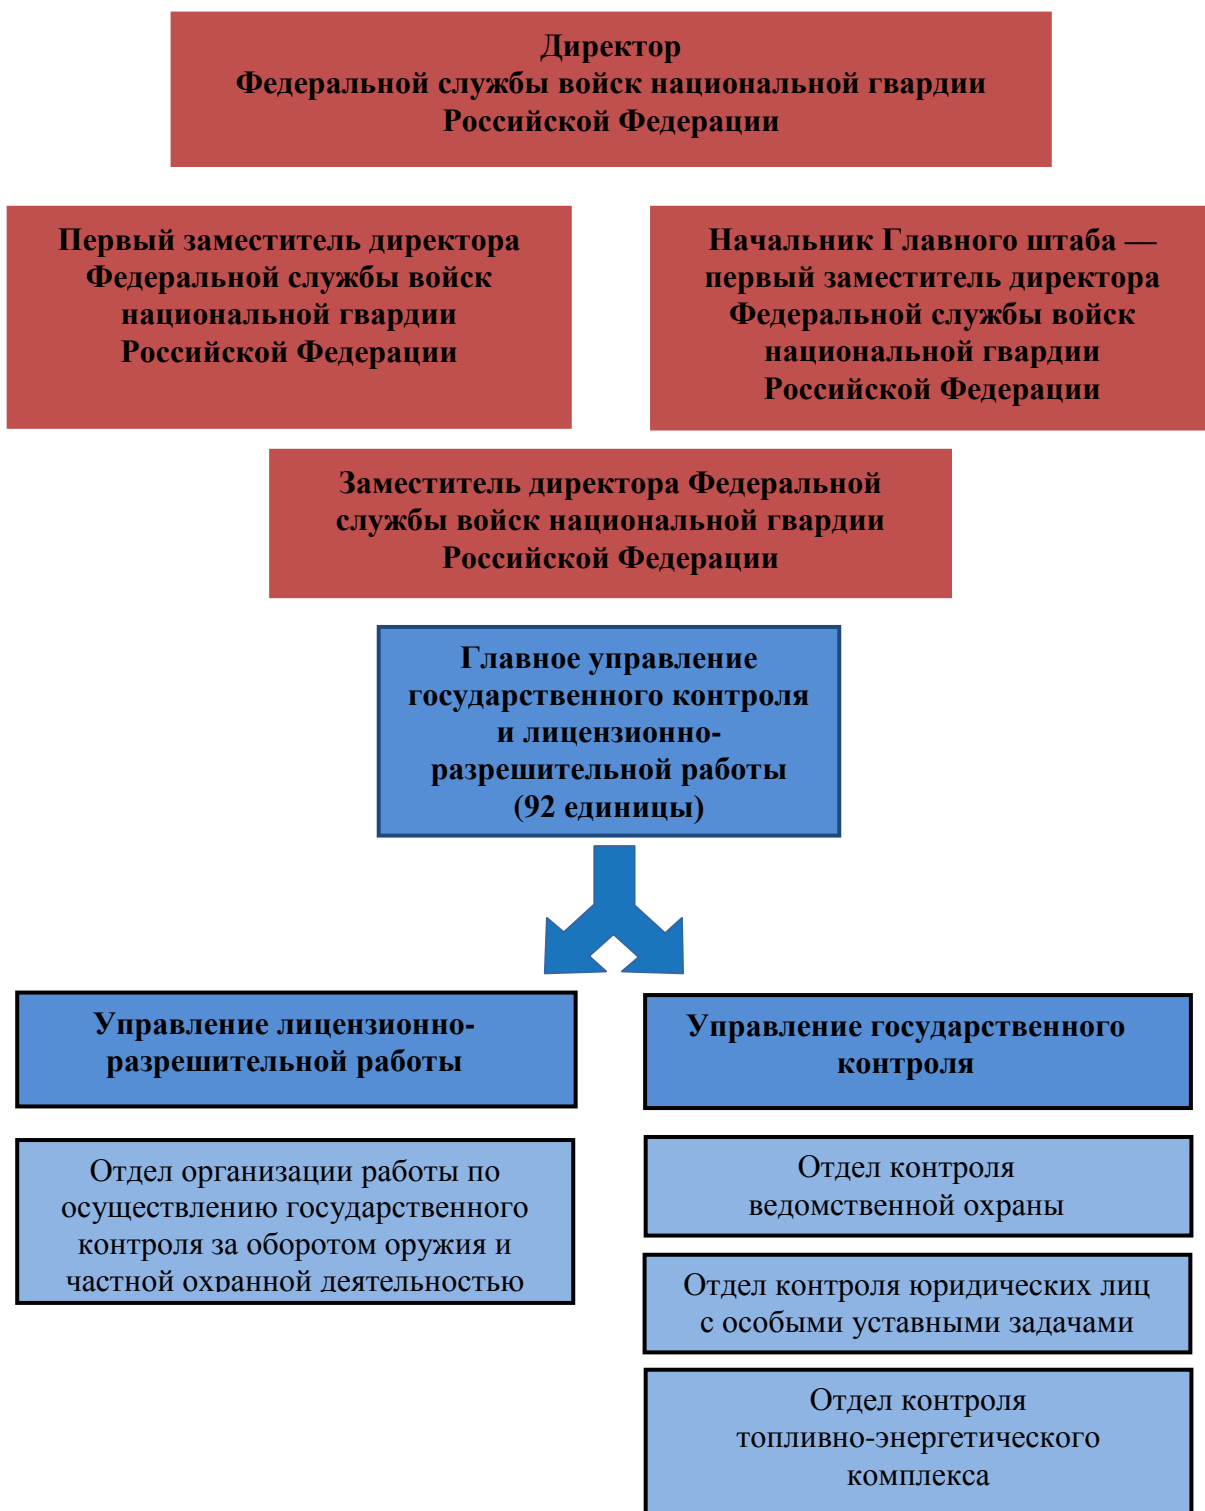 Директор
Федеральной службы войск национальной гвардии
Российской Федерации
Первый заместитель директора
Федеральной службы войск
национальной гвардии
Российской Федерации
Начальник Главного штаба —
первый заместитель директора
Федеральной службы войск
национальной гвардии
Российской Федерации
Заместитель директора Федеральной
службы войск национальной гвардии
Российской Федерации
Главное управление
государственного контроля
и лицензионно-
разрешительной работы
(92 единицы)
Управление лицензионно-
разрешительной работы
Отдел организации работы по
осуществлению государственного
контроля за оборотом оружия и
частной охранной деятельностью
Управление государственного
контроля
Отдел контроля
ведомственной охраны
Отдел контроля юридических лиц
с особыми уставными задачами
Отдел контроля
топливно-энергетического
комплекса